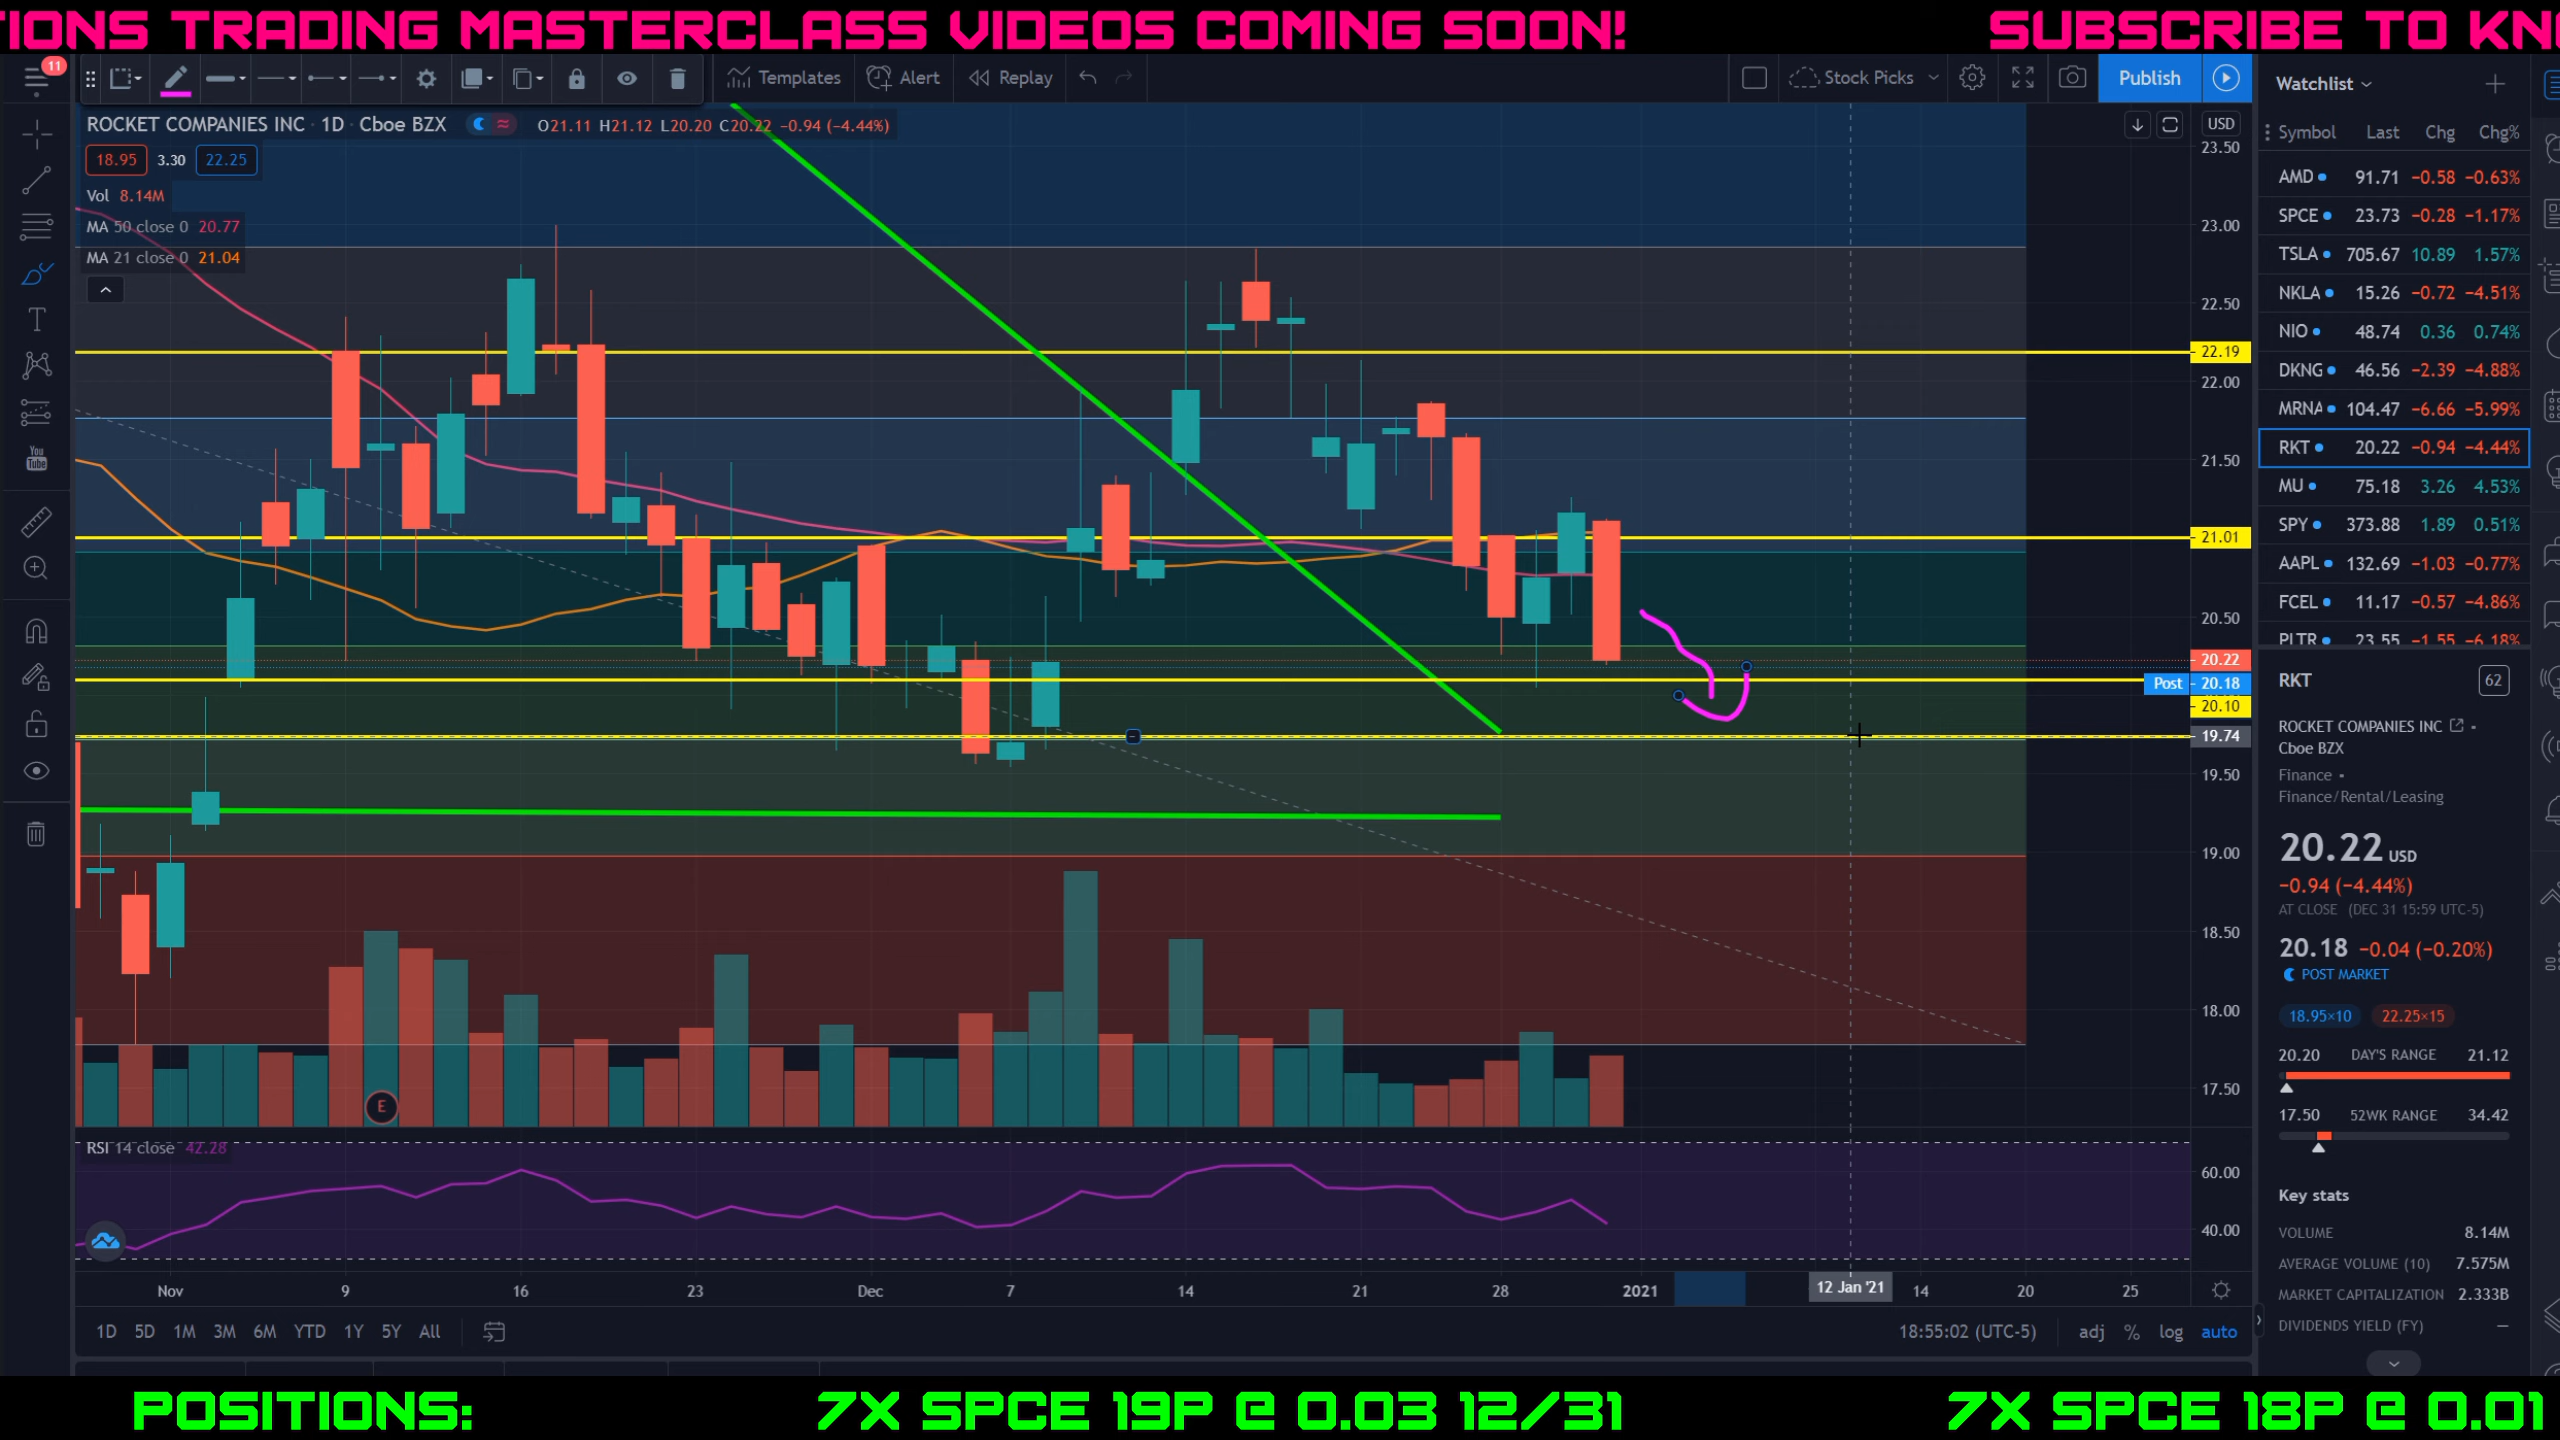 TIONS TRADING MASTERCLASS VIDEOS COMING SOON! SUBSCRIBE TO KN
11 Templates Alert Replay Stock Picks Publish
ROCKET COMPANIES INC · 1D · Cboe BZX O21.11 H21.12 L20.20 C20.22 −0.94 (−4.44%)
18.95 3.30 22.25
Vol 8.14M
MA 50 close 0 20.77
MA 21 close 0 21.04
You
Tube
USD
23.50
23.00
22.50
22.19
22.00
21.50
21.01
20.50
20.22
Post 20.18
20.10
19.74
19.50
19.00
18.50
18.00
17.50
E
RSI 14 close 42.28
60.00
40.00
Nov 9 16 23 Dec 7 14 21 28 2021 12 Jan '21 14 20 25
1D 5D 1M 3M 6M YTD 1Y 5Y All 18:55:02 (UTC-5) adj % log auto
Watchlist
Symbol Last Chg Chg%
AMD 91.71 −0.58 −0.63%
SPCE 23.73 −0.28 −1.17%
TSLA 705.67 10.89 1.57%
NKLA 15.26 −0.72 −4.51%
NIO 48.74 0.36 0.74%
DKNG 46.56 −2.39 −4.88%
MRNA 104.47 −6.66 −5.99%
RKT 20.22 −0.94 −4.44%
MU 75.18 3.26 4.53%
SPY 373.88 1.89 0.51%
AAPL 132.69 −1.03 −0.77%
FCEL 11.17 −0.57 −4.86%
PLTR 23.55 −1.55 −6.18%
RKT 62
ROCKET COMPANIES INC
Cboe BZX
Finance
Finance/Rental/Leasing
20.22 USD
−0.94 (−4.44%)
AT CLOSE (DEC 31 15:59 UTC-5)
20.18 −0.04 (−0.20%)
POST MARKET
18.95×10 22.25×15
20.20 DAY'S RANGE 21.12
17.50 52WK RANGE 34.42
Key stats
VOLUME 8.14M
AVERAGE VOLUME (10) 7.575M
MARKET CAPITALIZATION 2.333B
DIVIDENDS YIELD (FY) —
POSITIONS: 7X SPCE 19P @ 0.03 12/31 7X SPCE 18P @ 0.01